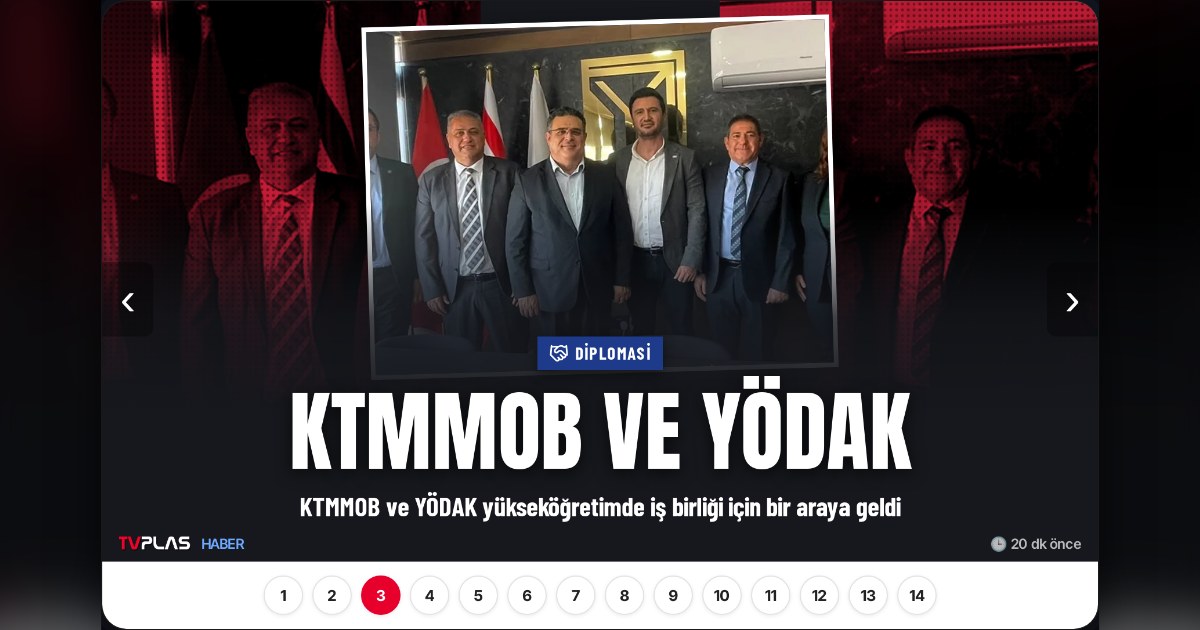 DİPLOMASİ
KTMMOB VE YÖDAK
KTMMOB ve YÖDAK yükseköğretimde iş birliği için bir araya geldi
TVPLAS HABER
20 dk önce
1 2 3 4 5 6 7 8 9 10 11 12 13 14